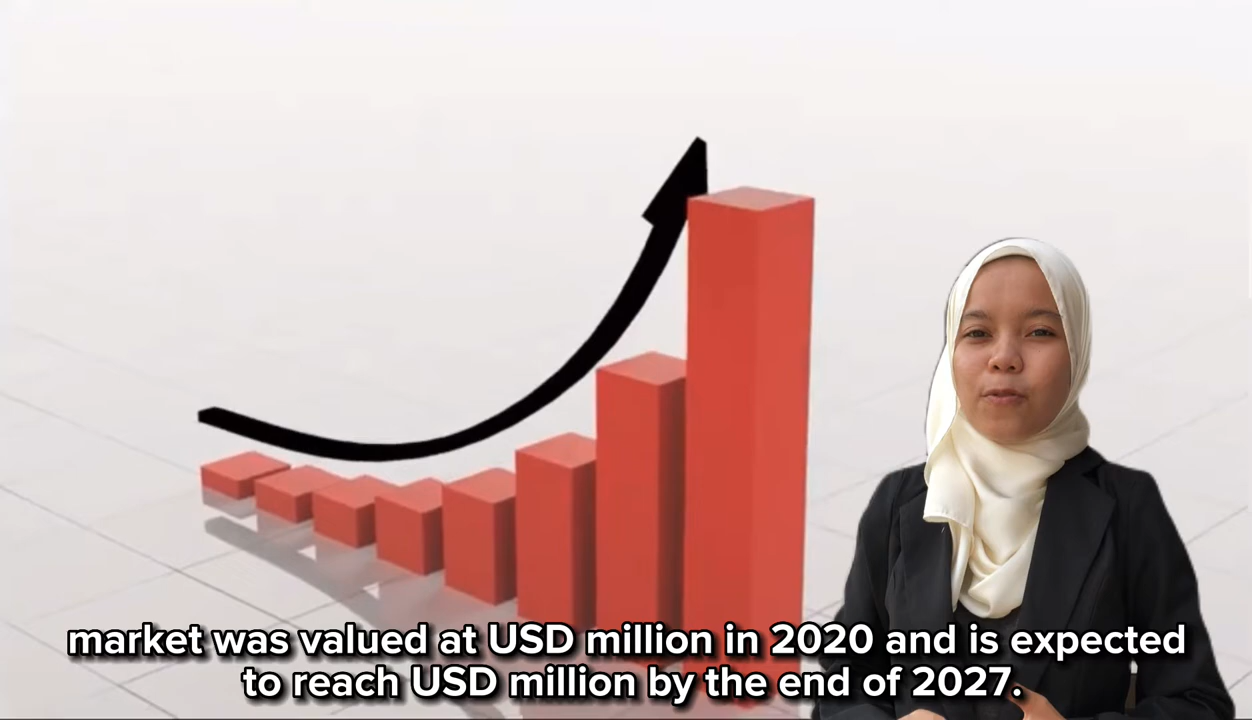 market was valued at USD million in 2020 and is expected
to reach USD million by the end of 2027.